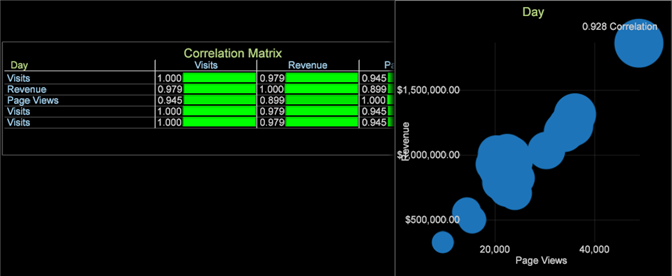 Correlation Matrix
Day Visits Revenue Pa
Visits 1.000 0.979 0.945
Revenue 0.979 1.000 0.899
Page Views 0.945 0.899 1.000
Visits 1.000 0.979 0.945
Visits 1.000 0.979 0.945
Day
0.928 Correlation
$1,500,000.00
Revenue
$1,000,000.00
$500,000.00
20,000 40,000
Page Views